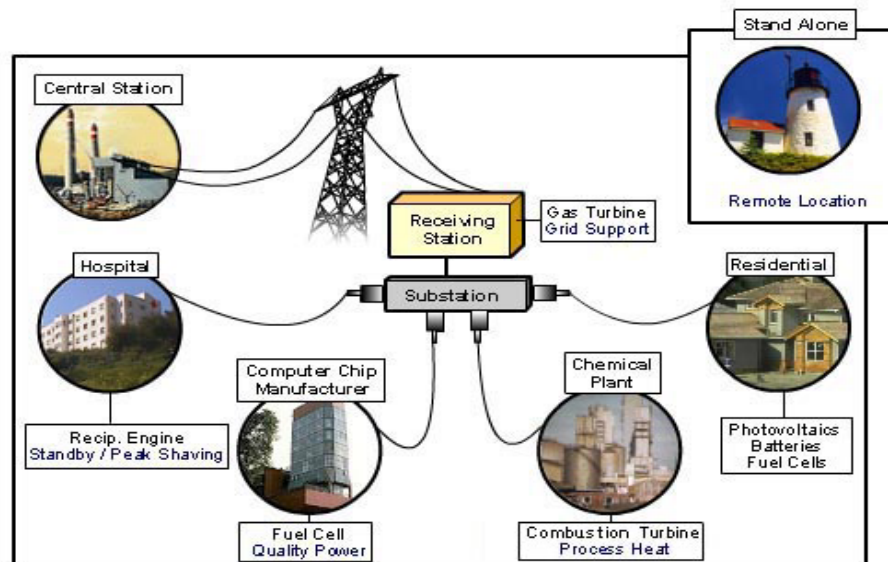 Stand Alone
Central Station
Remote Location
Receiving
Station
Gas Turbine
Grid Support
Hospital
Substation
Residential
Computer Chip
Manufacturer
Chemical
Plant
Recip. Engine
Standby / Peak Shaving
Photovoltaics
Batteries
Fuel Cells
Fuel Cell
Quality Power
Combustion Turbine
Process Heat